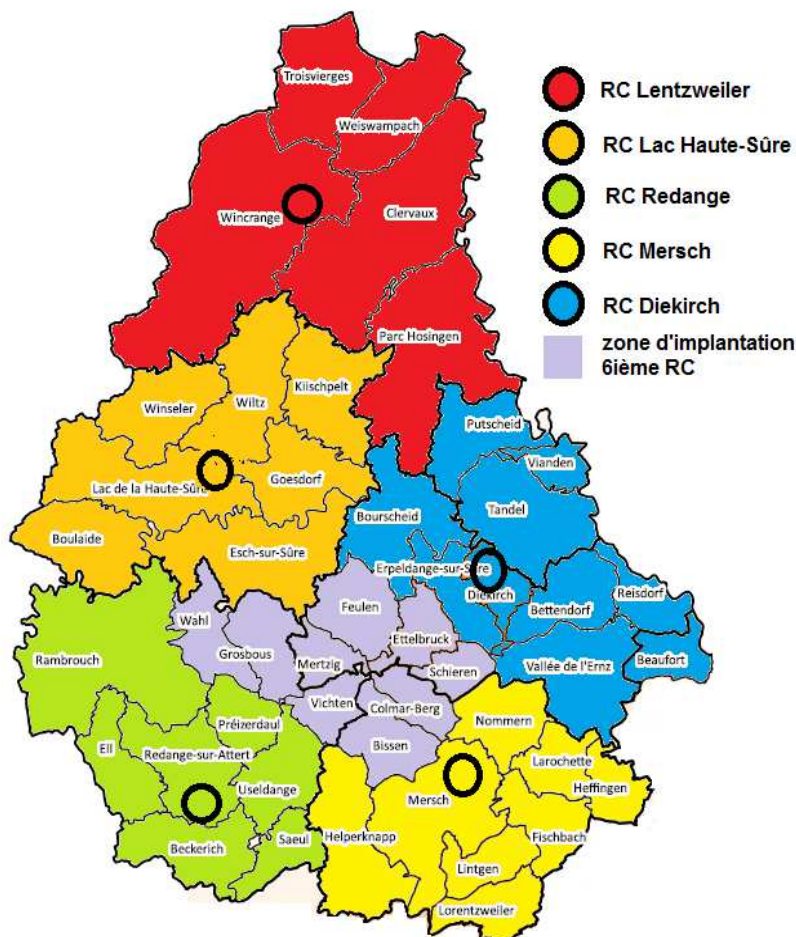 Troisvierges
Weiswampach
Wincrange
Clervaux
Parc Hosingen
RC Lentzweiler
RC Lac Haute-Sûre
RC Redange
RC Mersch
RC Diekirch
zone d'implantation
6ième RC
Kiischpelt
Wiltz
Winseler
Putscheid
Vianden
Lac de la Haute-Sûre
Goesdorf
Tandel
Bourscheid
Boulaide
Esch-sur-Sûre
Erpeldange-sur-Sûre
Diekirch
Bettendorf
Reisdorf
Wahl
Feulen
Ettelbruck
Rambrouch
Grosbous
Mertzig
Schieren
Vallée de l'Ernz
Beaufort
Vichten
Colmar-Berg
Préizerdaul
Nommern
Ell
Redange-sur-Attert
Bissen
Larochette
Useldange
Heffingen
Mersch
Helperknapp
Saeul
Fischbach
Beckerich
Lintgen
Lorentzweiler